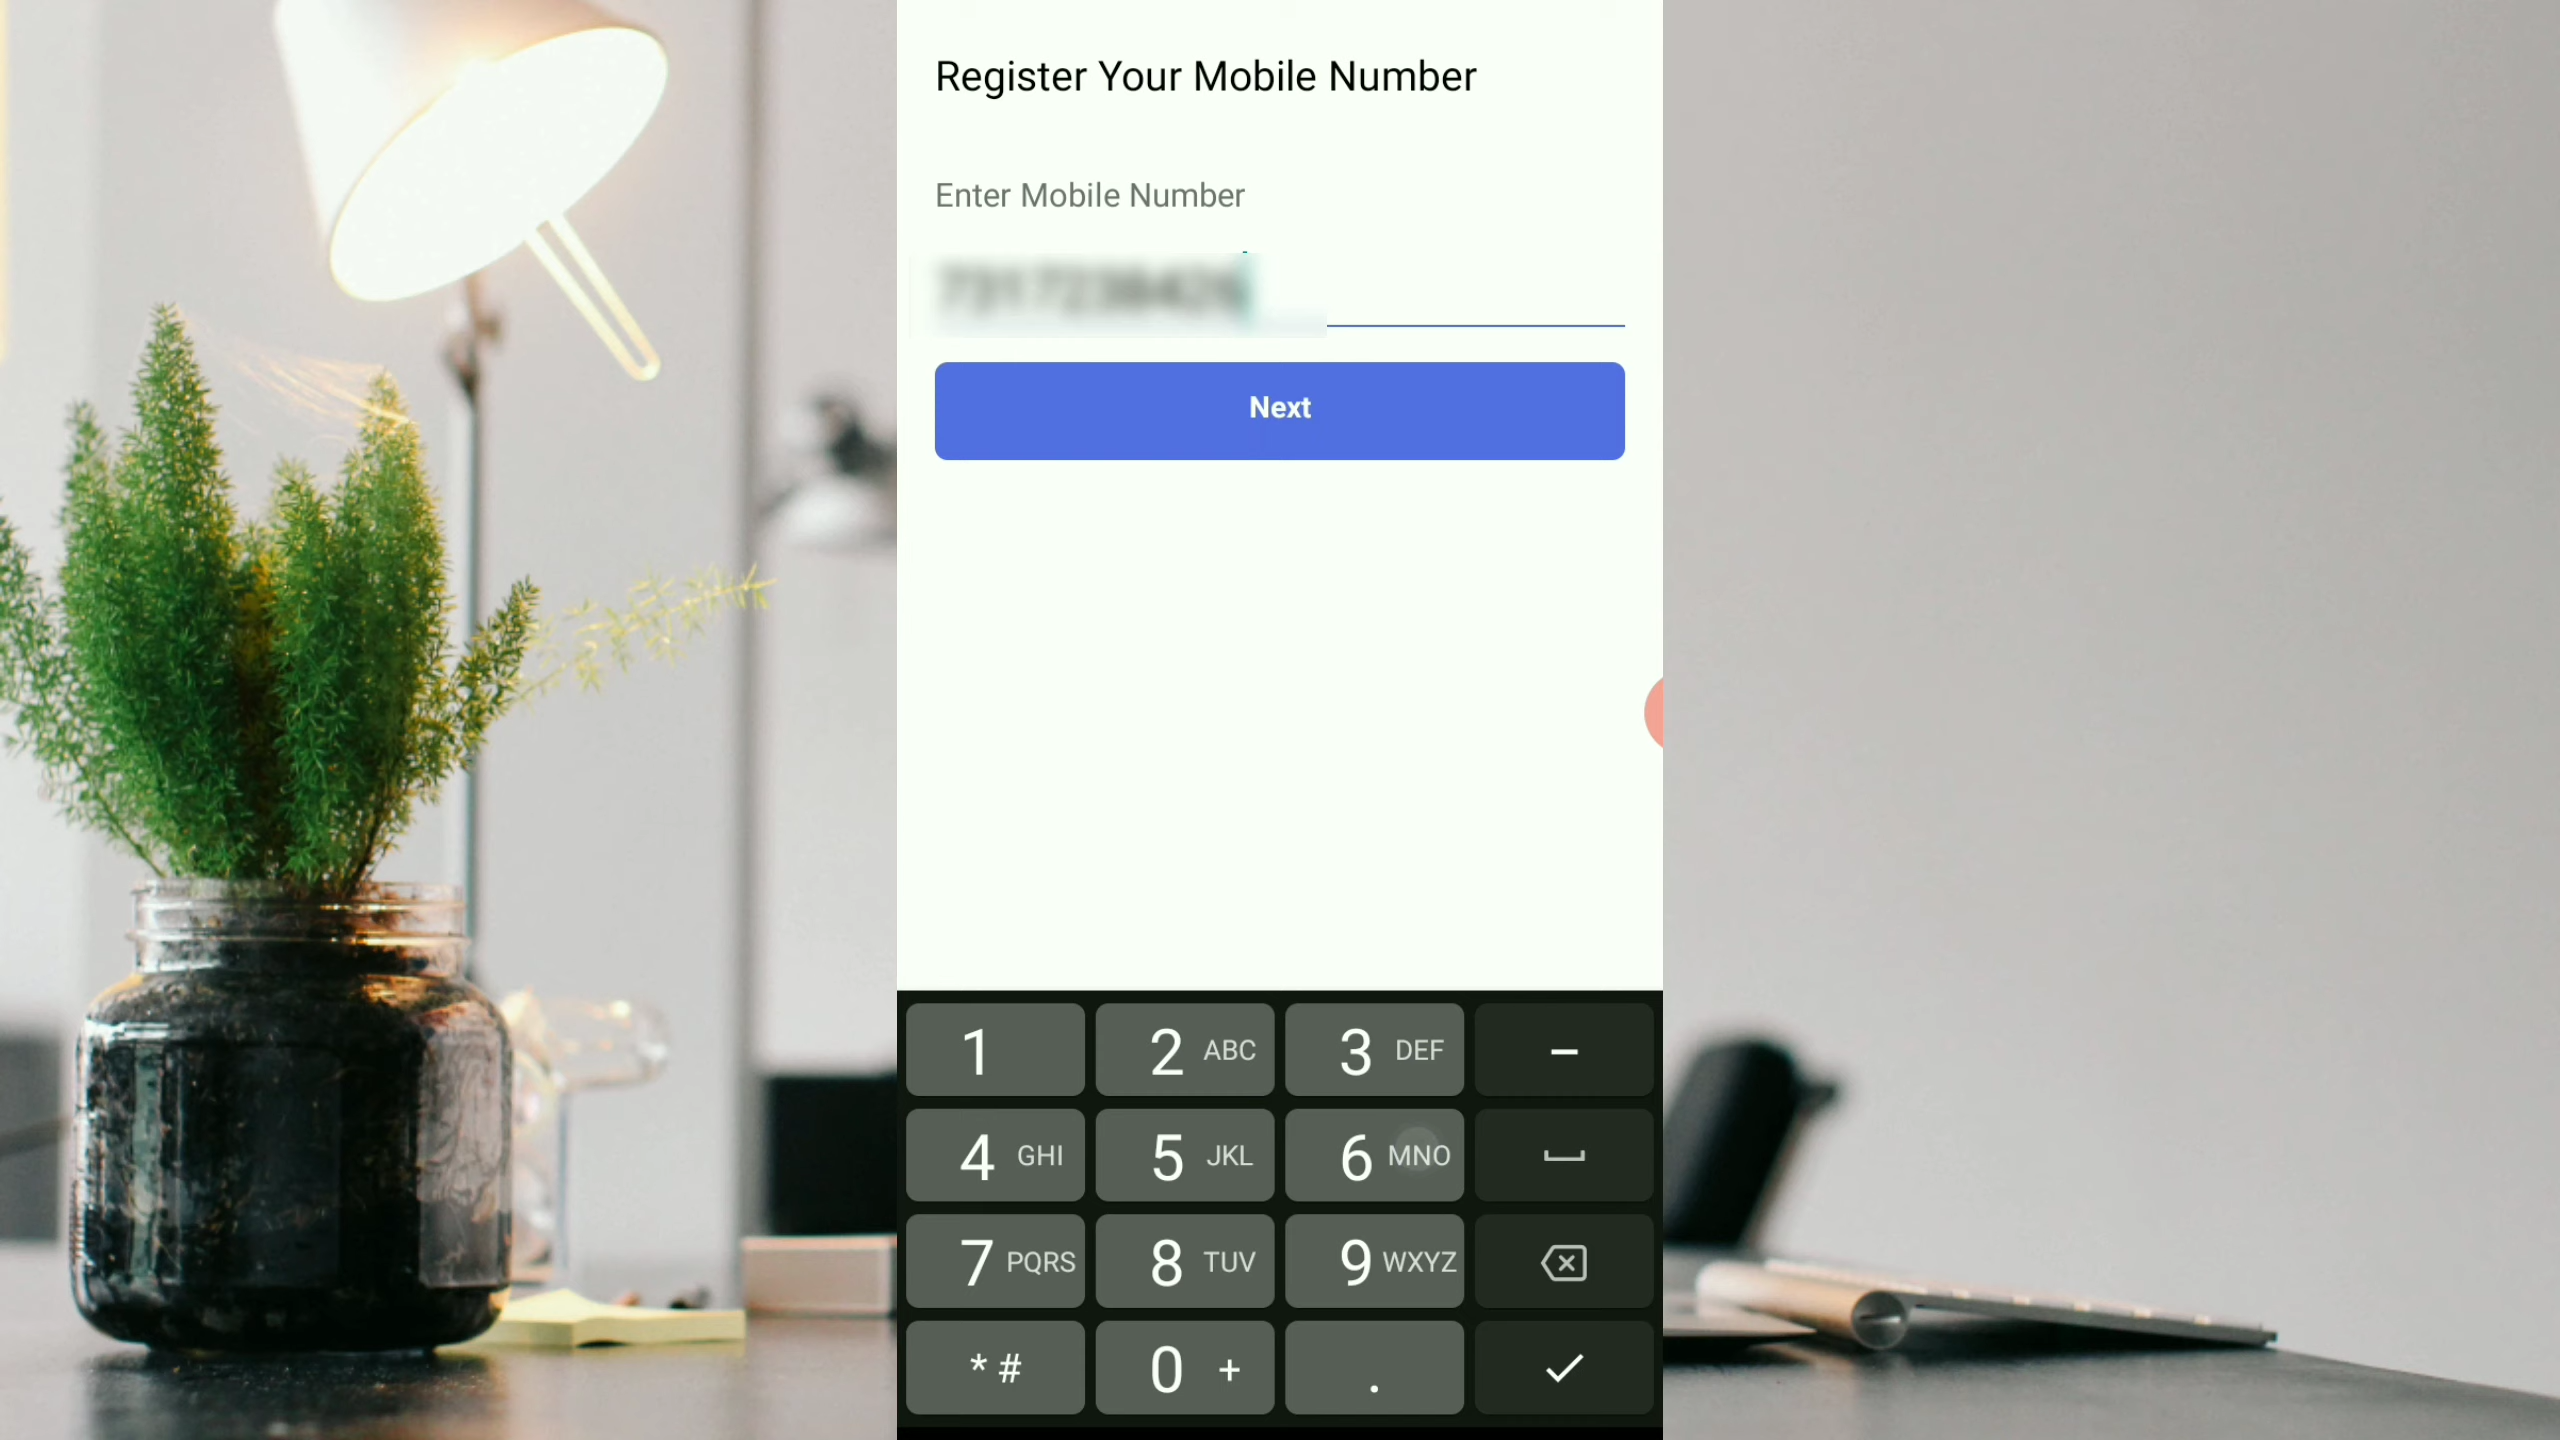 Register Your Mobile Number
Enter Mobile Number
Next
1
2 ABC
3 DEF
–
4 GHI
5 JKL
6 MNO
7 PQRS
8 TUV
9 WXYZ
* #
0 +
.